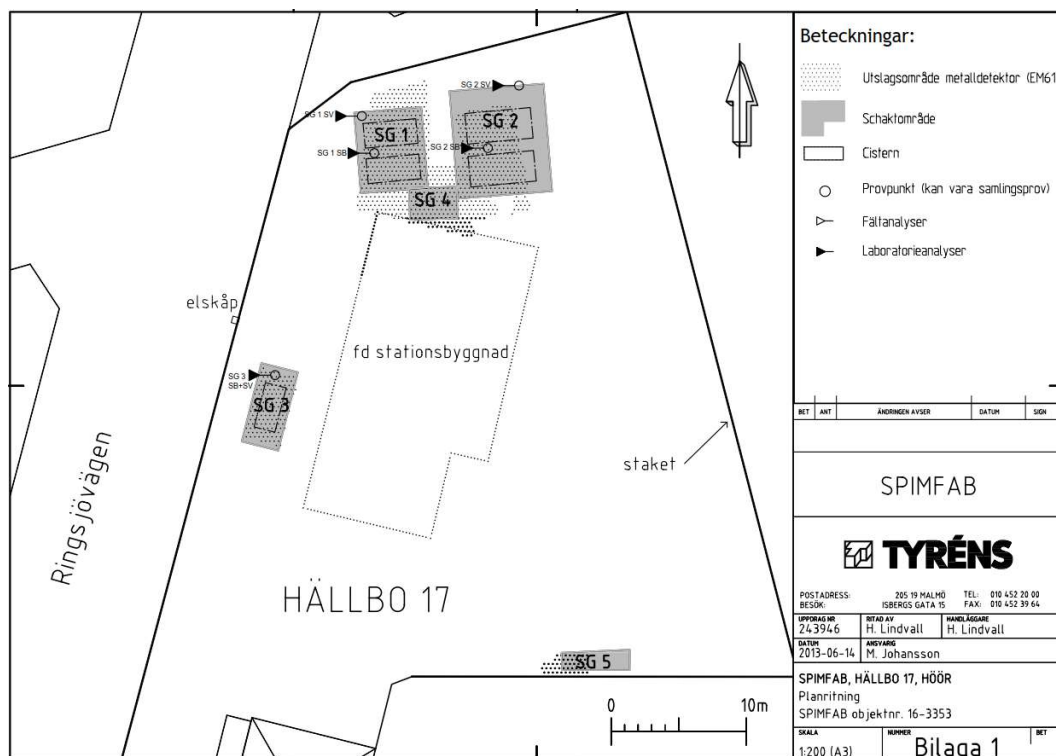 SG 2 SV
SG 1 SV
SG 1
SG 2
SG 1 SB
SG 2 SB
SG 4
elskåp
fd stationsbyggnad
SG 3
SB+SV
SG 3
staket
Ringsjövägen
HÄLLBO 17
SG 5
0 10m
Beteckningar:
Utslagsområde metalldetektor (EM61
Schaktområde
Cistern
Provpunkt (kan vara samlingsprov)
Fältanalyser
Laboratorieanalyser
BET ANT ÄNDRINGEN AVSER DATUM SIGN
SPIMFAB
TYRÉNS
POSTADRESS: 205 19 MALMÖ TEL: 010 452 20 00
BESÖK: ISBERGS GATA 15 FAX: 010 452 39 64
UPPDRAG NR RITAD AV HANDLÄGGARE
243946 H. Lindvall H. Lindvall
DATUM ANSVARIG
2013-06-14 M. Johansson
SPIMFAB, HÄLLBO 17, HÖÖR
Planritning
SPIMFAB objektnr. 16-3353
SKALA NUMMER BET
1:200 (A3) Bilaga 1